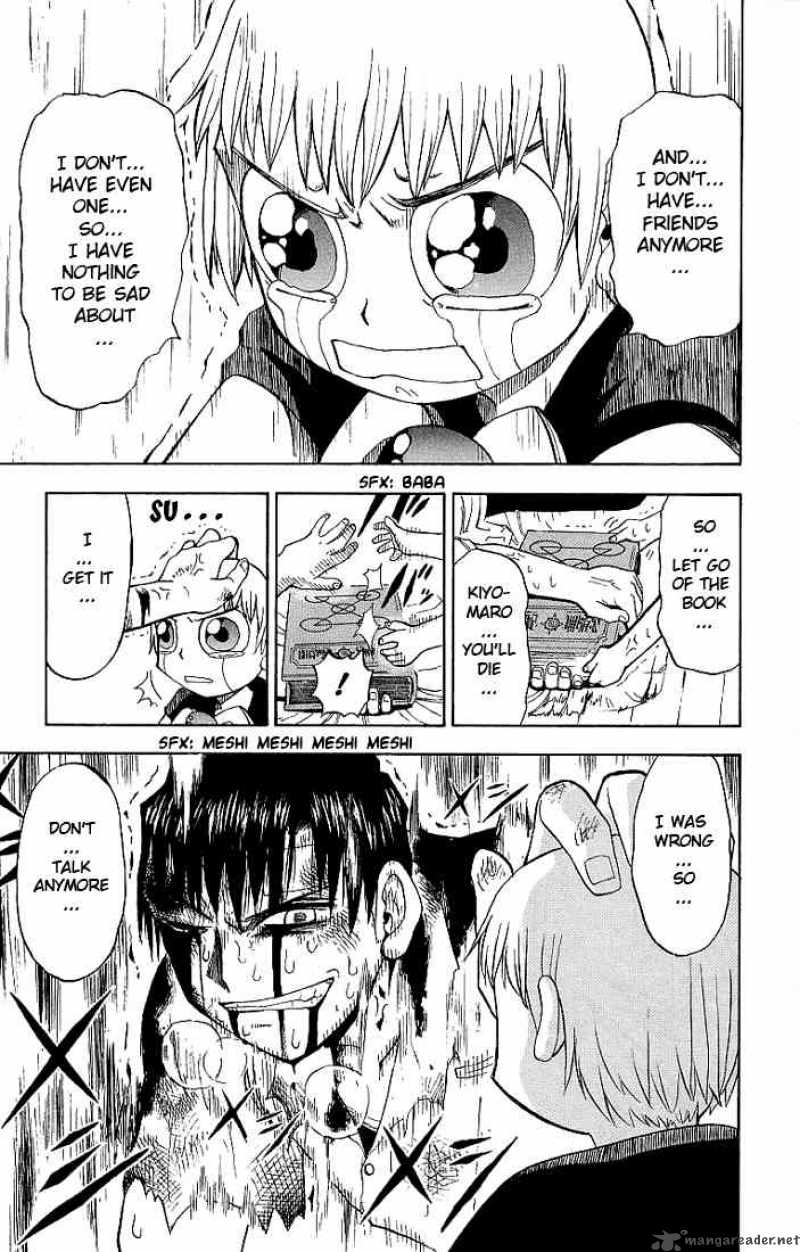 AND...
I DON'T...
HAVE...
FRIENDS
ANYMORE
...
I DON'T...
HAVE EVEN
ONE...
SO...
I HAVE
NOTHING
TO BE SAD
ABOUT
...
SFX: BABA
SO
...
LET GO
OF THE
BOOK
...
KIYO-
MARO
...
YOU'LL
DIE
...
!
SU...
I
...
GET IT
...
SFX: MESHI MESHI MESHI MESHI
I WAS
WRONG
...
SO
...
DON'T
...
TALK
ANYMORE
...
mangareader.net